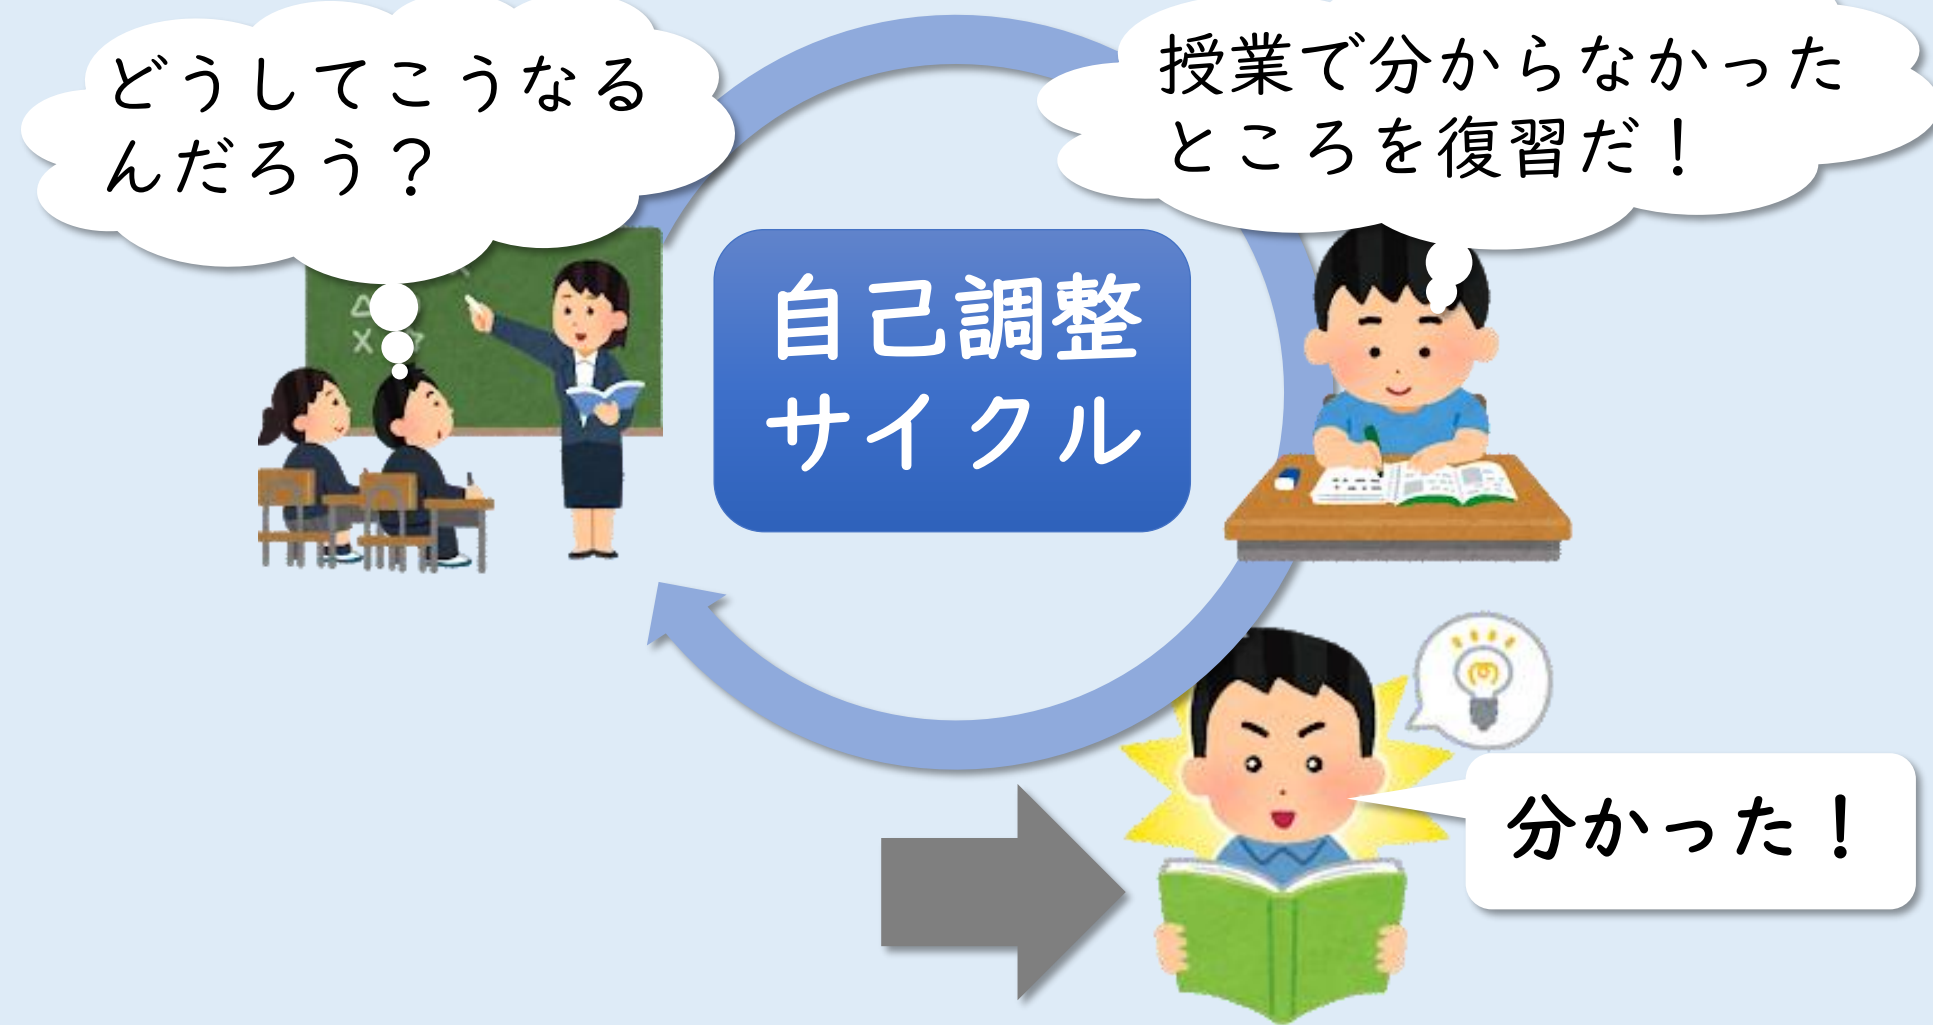 どうしてこうなる
んだろう？
授業で分からなかった
ところを復習だ！
自己調整
サイクル
分かった！